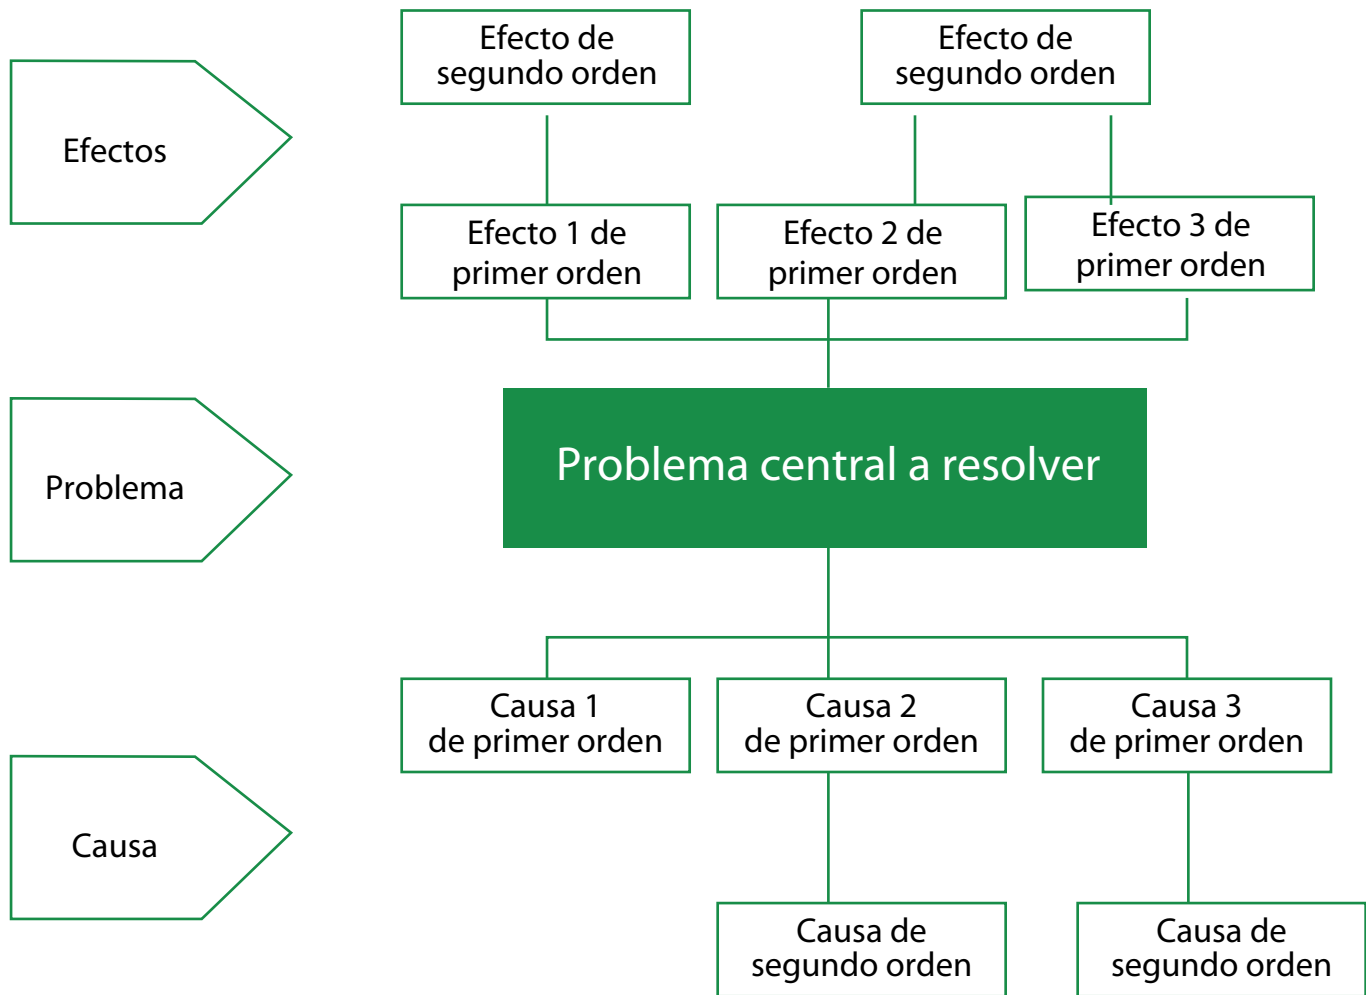 Efecto de
segundo orden
Efecto de
segundo orden
Efectos
Efecto 1 de
primer orden
Efecto 2 de
primer orden
Efecto 3 de
primer orden
Problema
Problema central a resolver
Causa 1
de primer orden
Causa 2
de primer orden
Causa 3
de primer orden
Causa
Causa de
segundo orden
Causa de
segundo orden